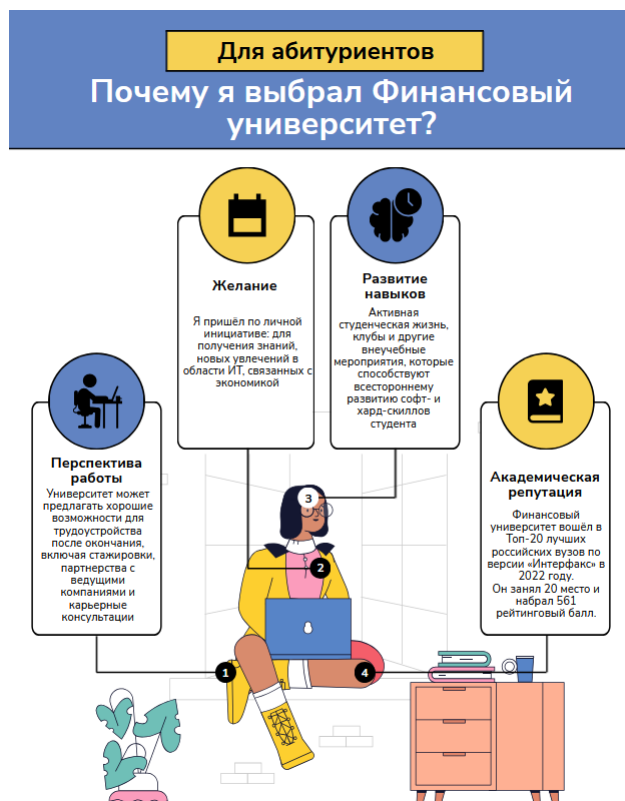 Для абитуриентов
Почему я выбрал Финансовый
университет?
Желание
Я пришёл по личной
инициативе: для
получения знаний,
новых увлечений в
области ИТ, связанных с
экономикой
Развитие
навыков
Активная
студенческая жизнь,
клубы и другие
внеучебные
мероприятия, которые
способствуют
всестороннему
развитию софт- и
хард-скиллов
студента
Перспектива
работы
Университет может
предлагать хорошие
возможности для
трудоустройства
после окончания,
включая стажировки,
партнерства с
ведущими
компаниями и
карьерные
консультации
Академическая
репутация
Финансовый
университет вошёл в
Топ-20 лучших
российских вузов по
версии «Интерфакс» в
2022 году.
Он занял 20 место и
набрал 561
рейтинговый балл.
3
2
1
4